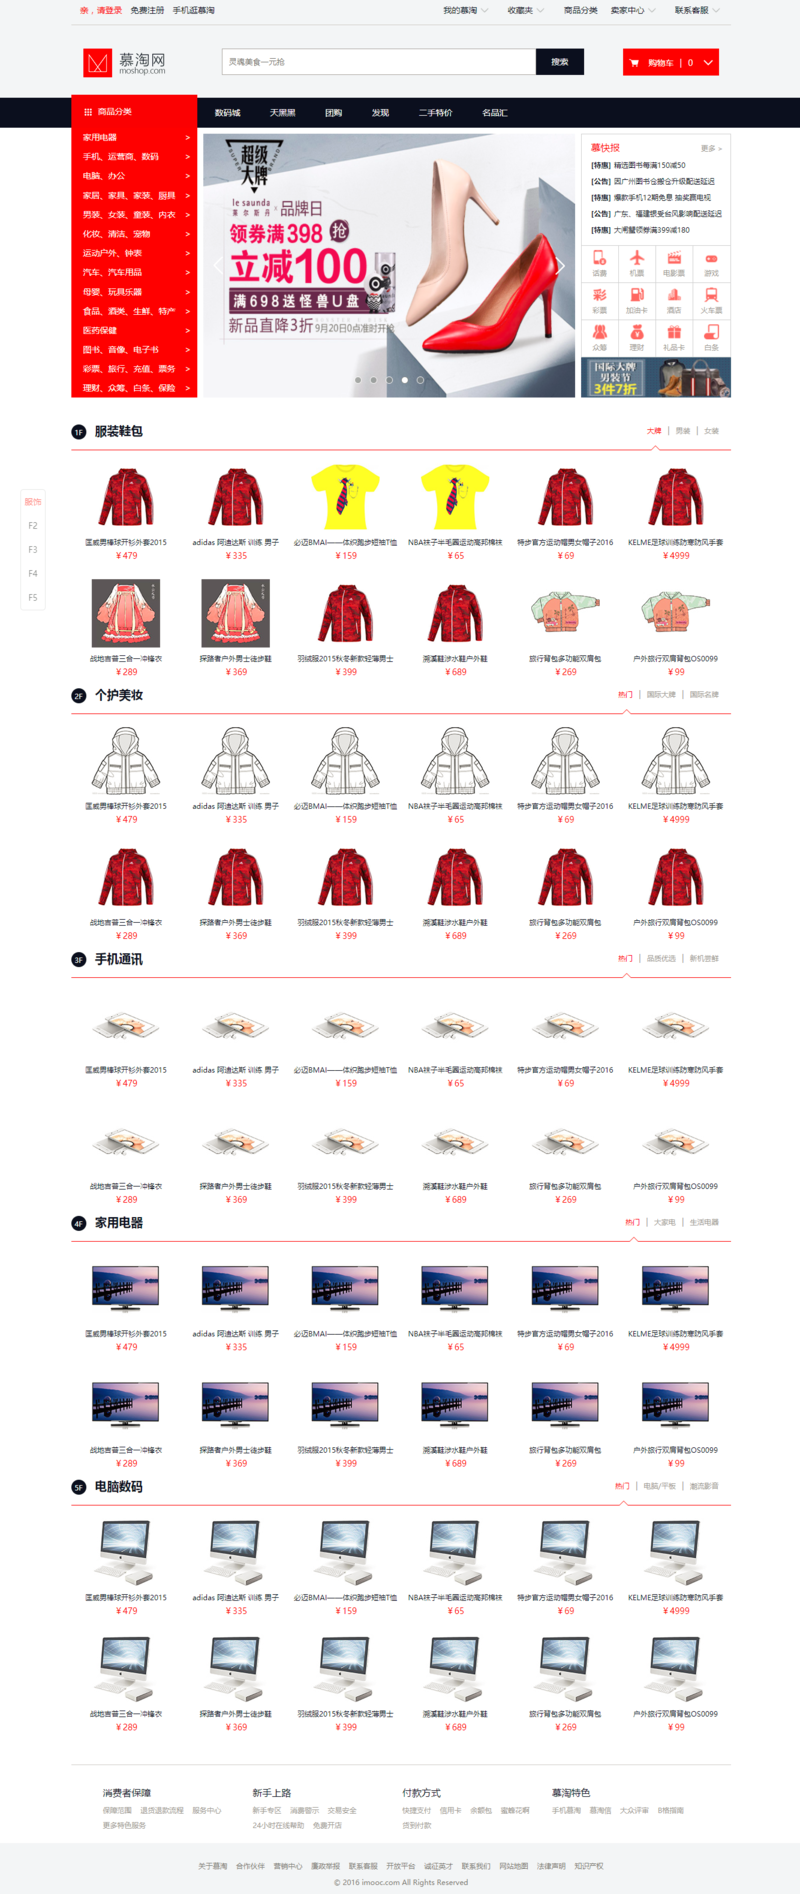 亲，请登录 免费注册 手机逛慕淘 我的慕淘 收藏夹 商品分类 卖家中心 联系客服
慕淘网
moshop.com
灵魂美食一元抢 搜索
购物车 | 0
商品分类 数码城 天黑黑 团购 发现 二手特价 名品汇
家用电器 >
手机、运营商、数码 >
电脑、办公 >
家居、家具、家装、厨具 >
男装、女装、童装、内衣 >
化妆、清洁、宠物 >
运动户外、钟表 >
汽车、汽车用品 >
母婴、玩具乐器 >
食品、酒类、生鲜、特产 >
医药保健 >
图书、音像、电子书 >
彩票、旅行、充值、票务 >
理财、众筹、白条、保险 >
超级
大牌
le saunda
莱尔斯丹
品牌日
领券满398 抢
立减100
满698送怪兽U盘
新品直降3折 9月20日0点准时开抢
慕快报 更多 >
[特惠] 精选图书每满150减50
[公告] 因广州图书仓搬仓升级配送延迟
[特惠] 爆款手机12期免息 抽奖赢电视
[公告] 广东、福建银受台风影响配送延迟
[特惠] 大闸蟹领券满399减180
话费 机票 电影票 游戏
彩票 加油卡 酒店 火车票
众筹 理财 礼品卡 白条
国际大牌
男装节
3件7折
1F 服装鞋包 大牌 | 男装 | 女装
匡威男棒球开衫外套2015 adidas 阿迪达斯 训练 男子 必迈BMAI——体织跑步短袖T恤 NBA袜子半毛圈运动高邦棉袜 特步官方运动帽男女帽子2016 KELME足球训练防寒防风手套
¥479 ¥335 ¥159 ¥65 ¥69 ¥4999
战地吉普三合一冲锋衣 探路者户外男士徒步鞋 羽绒服2015秋冬新款轻薄男士 溯溪鞋涉水鞋户外鞋 旅行背包多功能双肩包 户外旅行双肩背包OS0099
¥289 ¥369 ¥399 ¥689 ¥269 ¥99
服饰
F2
F3
F4
F5
2F 个护美妆 热门 | 国际大牌 | 国际名牌
匡威男棒球开衫外套2015 adidas 阿迪达斯 训练 男子 必迈BMAI——体织跑步短袖T恤 NBA袜子半毛圈运动高邦棉袜 特步官方运动帽男女帽子2016 KELME足球训练防寒防风手套
¥479 ¥335 ¥159 ¥65 ¥69 ¥4999
战地吉普三合一冲锋衣 探路者户外男士徒步鞋 羽绒服2015秋冬新款轻薄男士 溯溪鞋涉水鞋户外鞋 旅行背包多功能双肩包 户外旅行双肩背包OS0099
¥289 ¥369 ¥399 ¥689 ¥269 ¥99
3F 手机通讯 热门 | 品质优选 | 新机尝鲜
匡威男棒球开衫外套2015 adidas 阿迪达斯 训练 男子 必迈BMAI——体织跑步短袖T恤 NBA袜子半毛圈运动高邦棉袜 特步官方运动帽男女帽子2016 KELME足球训练防寒防风手套
¥479 ¥335 ¥159 ¥65 ¥69 ¥4999
战地吉普三合一冲锋衣 探路者户外男士徒步鞋 羽绒服2015秋冬新款轻薄男士 溯溪鞋涉水鞋户外鞋 旅行背包多功能双肩包 户外旅行双肩背包OS0099
¥289 ¥369 ¥399 ¥689 ¥269 ¥99
4F 家用电器 热门 | 大家电 | 生活电器
匡威男棒球开衫外套2015 adidas 阿迪达斯 训练 男子 必迈BMAI——体织跑步短袖T恤 NBA袜子半毛圈运动高邦棉袜 特步官方运动帽男女帽子2016 KELME足球训练防寒防风手套
¥479 ¥335 ¥159 ¥65 ¥69 ¥4999
战地吉普三合一冲锋衣 探路者户外男士徒步鞋 羽绒服2015秋冬新款轻薄男士 溯溪鞋涉水鞋户外鞋 旅行背包多功能双肩包 户外旅行双肩背包OS0099
¥289 ¥369 ¥399 ¥689 ¥269 ¥99
5F 电脑数码 热门 | 电脑/平板 | 潮流影音
匡威男棒球开衫外套2015 adidas 阿迪达斯 训练 男子 必迈BMAI——体织跑步短袖T恤 NBA袜子半毛圈运动高邦棉袜 特步官方运动帽男女帽子2016 KELME足球训练防寒防风手套
¥479 ¥335 ¥159 ¥65 ¥69 ¥4999
战地吉普三合一冲锋衣 探路者户外男士徒步鞋 羽绒服2015秋冬新款轻薄男士 溯溪鞋涉水鞋户外鞋 旅行背包多功能双肩包 户外旅行双肩背包OS0099
¥289 ¥369 ¥399 ¥689 ¥269 ¥99
消费者保障 新手上路 付款方式 慕淘特色
保障范围 退货退款流程 服务中心 新手专区 消费警示 交易安全 快捷支付 信用卡 余额包 蜜蜂花啊 手机慕淘 慕淘信 大众评审 B格指南
更多特色服务 24小时在线帮助 免费开店 货到付款
关于慕淘 合作伙伴 营销中心 廉政举报 联系客服 开放平台 诚征英才 联系我们 网站地图 法律声明 知识产权
© 2016 imooc.com All Rights Reserved